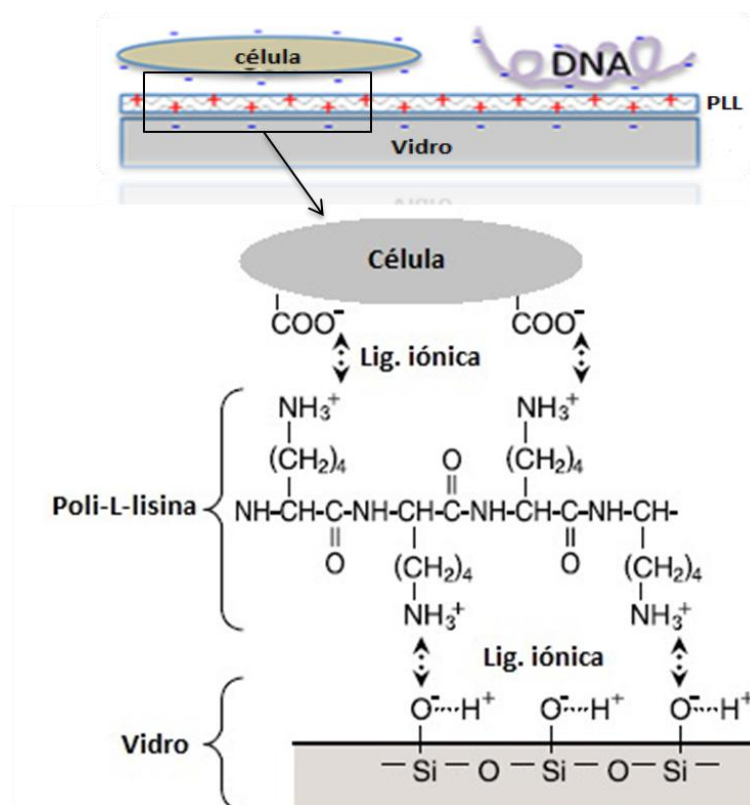 célula
DNA
PLL
Vidro
Célula
COO⁻ COO⁻
Lig. iónica
NH₃⁺ NH₃⁺
(CH₂)₄ O (CH₂)₄
Poli-L-lisina
NH-CH-C-NH-CH-C-NH-CH-C-NH-CH-
O (CH₂)₄ O (CH₂)₄
NH₃⁺ NH₃⁺
Lig. iónica
O⁻····H⁺ O⁻····H⁺ O⁻····H⁺
Vidro
—Si—O—Si—O—Si—